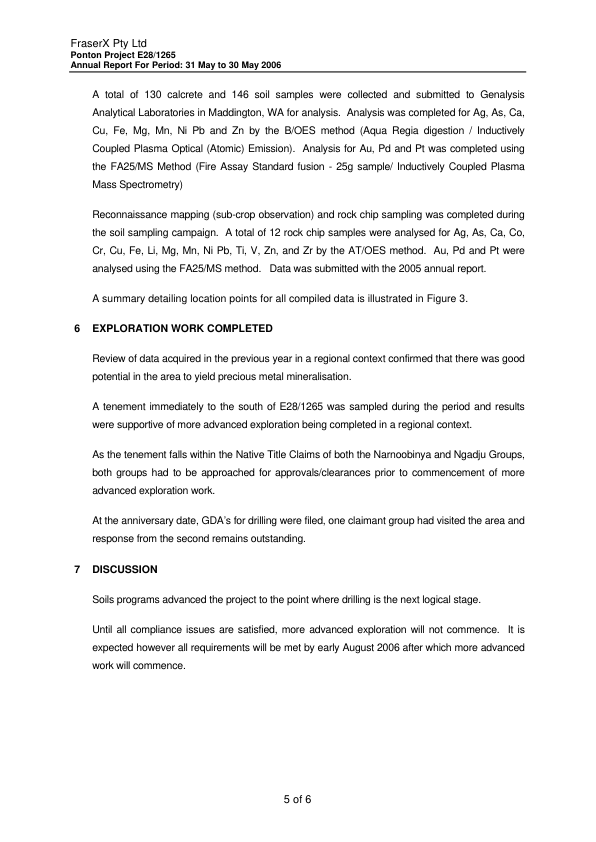 FraserX Pty Ltd
Ponton Project E28/1265
Annual Report For Period: 31 May to 30 May 2006
A total of 130 calcrete and 146 soil samples were collected and submitted to Genalysis
Analytical Laboratories in Maddington, WA for analysis.  Analysis was completed for Ag, As, Ca,
Cu, Fe, Mg, Mn, Ni Pb and Zn by the B/OES method (Aqua Regia digestion / Inductively
Coupled Plasma Optical (Atomic) Emission).  Analysis for Au, Pd and Pt was completed using
the FA25/MS Method (Fire Assay Standard fusion - 25g sample/ Inductively Coupled Plasma
Mass Spectrometry)
Reconnaissance mapping (sub-crop observation) and rock chip sampling was completed during
the soil sampling campaign.  A total of 12 rock chip samples were analysed for Ag, As, Ca, Co,
Cr, Cu, Fe, Li, Mg, Mn, Ni Pb, Ti, V, Zn, and Zr by the AT/OES method.  Au, Pd and Pt were
analysed using the FA25/MS method.   Data was submitted with the 2005 annual report.
A summary detailing location points for all compiled data is illustrated in Figure 3.
6 EXPLORATION WORK COMPLETED
Review of data acquired in the previous year in a regional context confirmed that there was good
potential in the area to yield precious metal mineralisation.
A tenement immediately to the south of E28/1265 was sampled during the period and results
were supportive of more advanced exploration being completed in a regional context.
As the tenement falls within the Native Title Claims of both the Narnoobinya and Ngadju Groups,
both groups had to be approached for approvals/clearances prior to commencement of more
advanced exploration work.
At the anniversary date, GDA's for drilling were filed, one claimant group had visited the area and
response from the second remains outstanding.
7 DISCUSSION
Soils programs advanced the project to the point where drilling is the next logical stage.
Until all compliance issues are satisfied, more advanced exploration will not commence.  It is
expected however all requirements will be met by early August 2006 after which more advanced
work will commence.
5 of 6